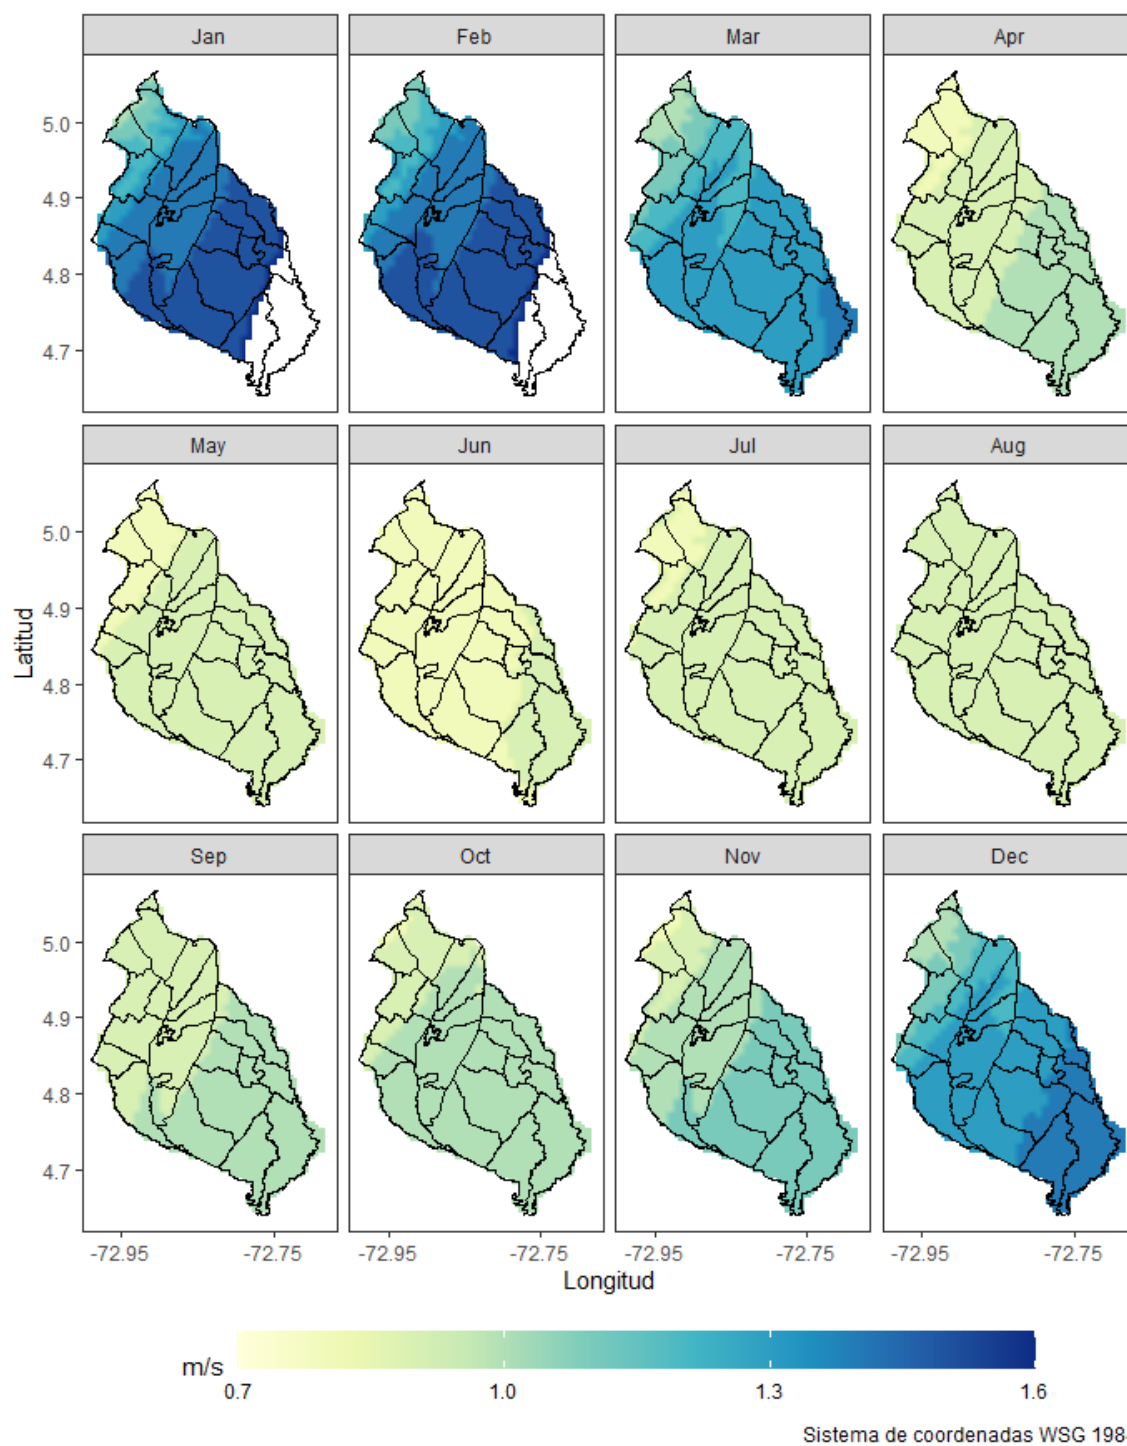 Jan Feb Mar Apr
5.0
4.9
4.8
4.7
May Jun Jul Aug
5.0
4.9
4.8
4.7
Latitud
Sep Oct Nov Dec
5.0
4.9
4.8
4.7
-72.95 -72.75 -72.95 -72.75 -72.95 -72.75 -72.95 -72.75
Longitud
m/s
0.7 1.0 1.3 1.6
Sistema de coordenadas WSG 198